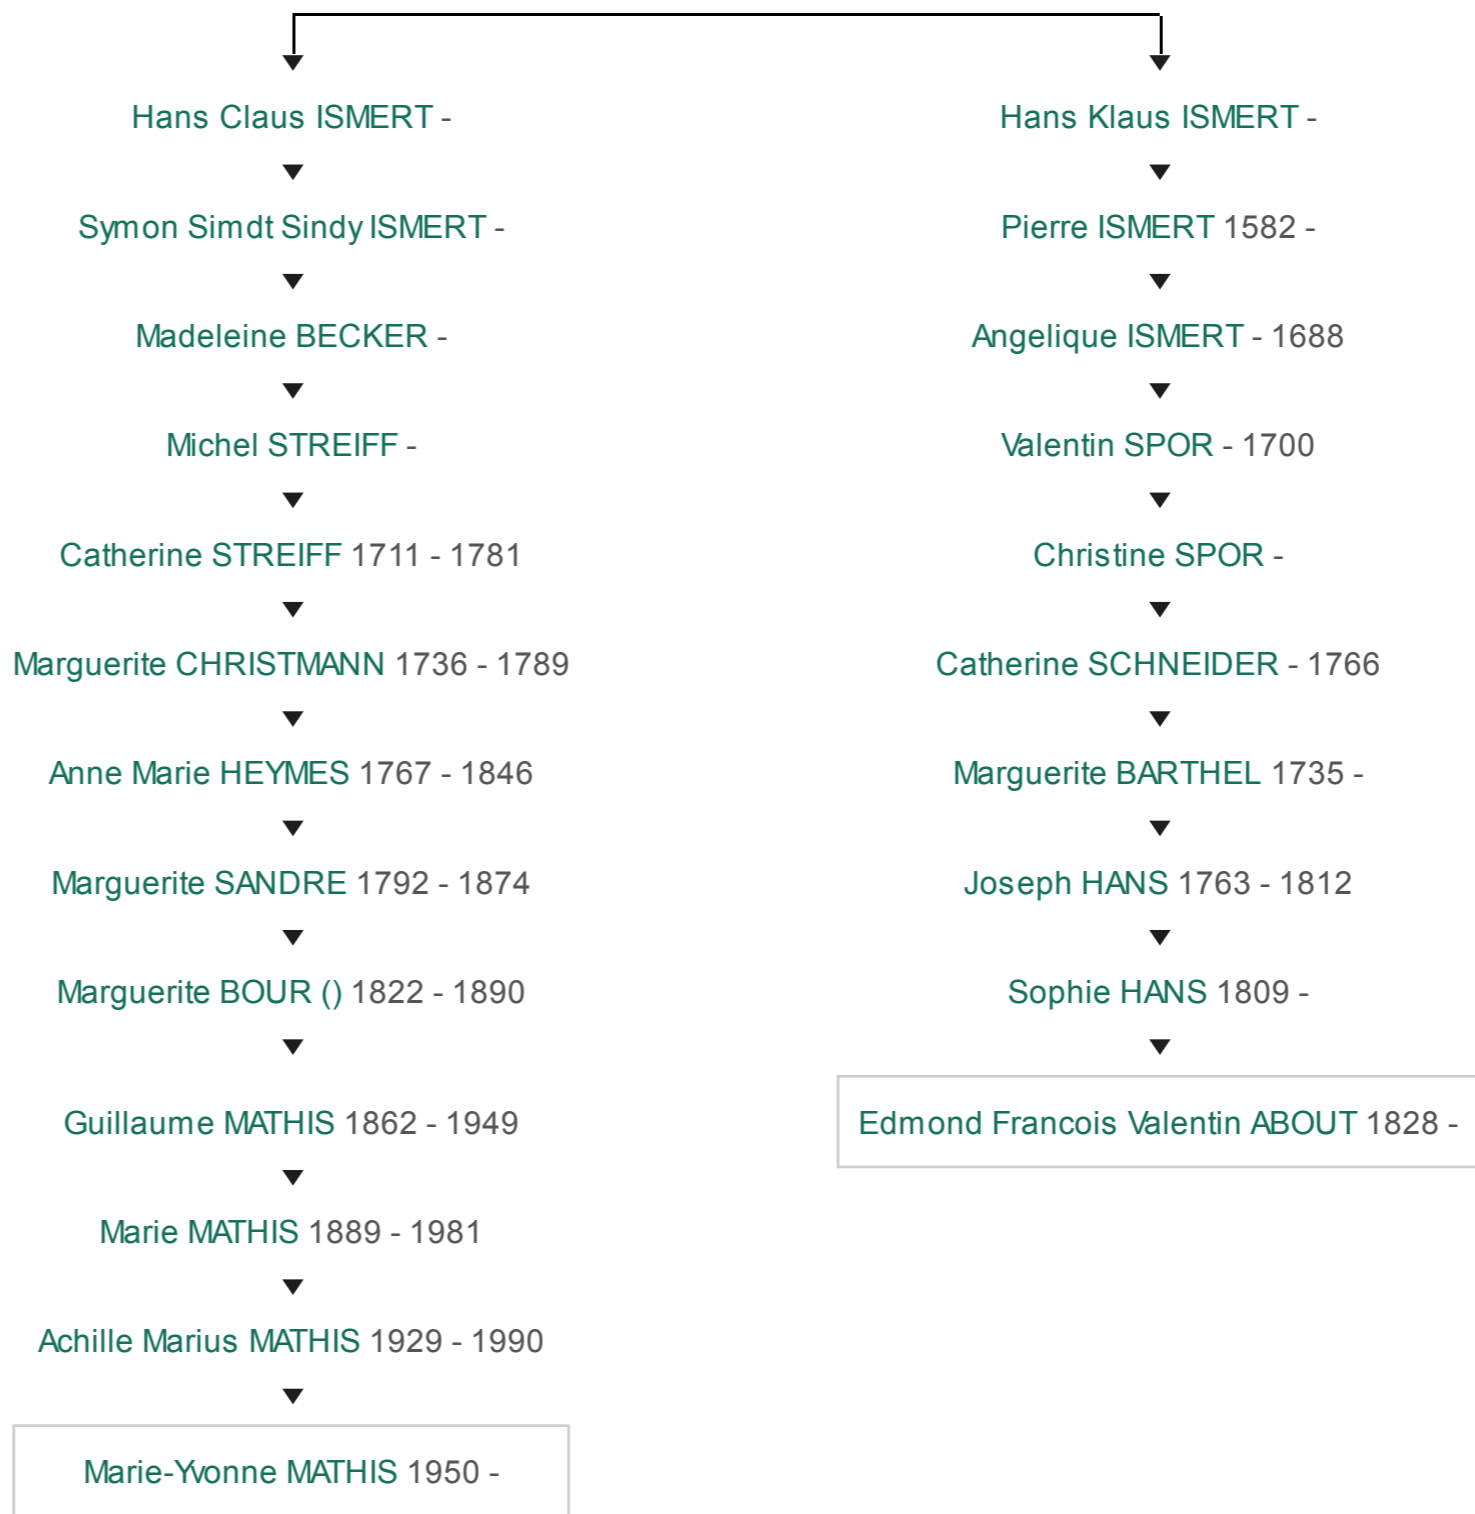 Hans Claus ISMERT -
Symon Simdt Sindy ISMERT -
Madeleine BECKER -
Michel STREIFF -
Catherine STREIFF 1711 - 1781
Marguerite CHRISTMANN 1736 - 1789
Anne Marie HEYMES 1767 - 1846
Marguerite SANDRE 1792 - 1874
Marguerite BOUR () 1822 - 1890
Guillaume MATHIS 1862 - 1949
Marie MATHIS 1889 - 1981
Achille Marius MATHIS 1929 - 1990
Marie-Yvonne MATHIS 1950 -
Hans Klaus ISMERT -
Pierre ISMERT 1582 -
Angelique ISMERT - 1688
Valentin SPOR - 1700
Christine SPOR -
Catherine SCHNEIDER - 1766
Marguerite BARTHEL 1735 -
Joseph HANS 1763 - 1812
Sophie HANS 1809 -
Edmond Francois Valentin ABOUT 1828 -